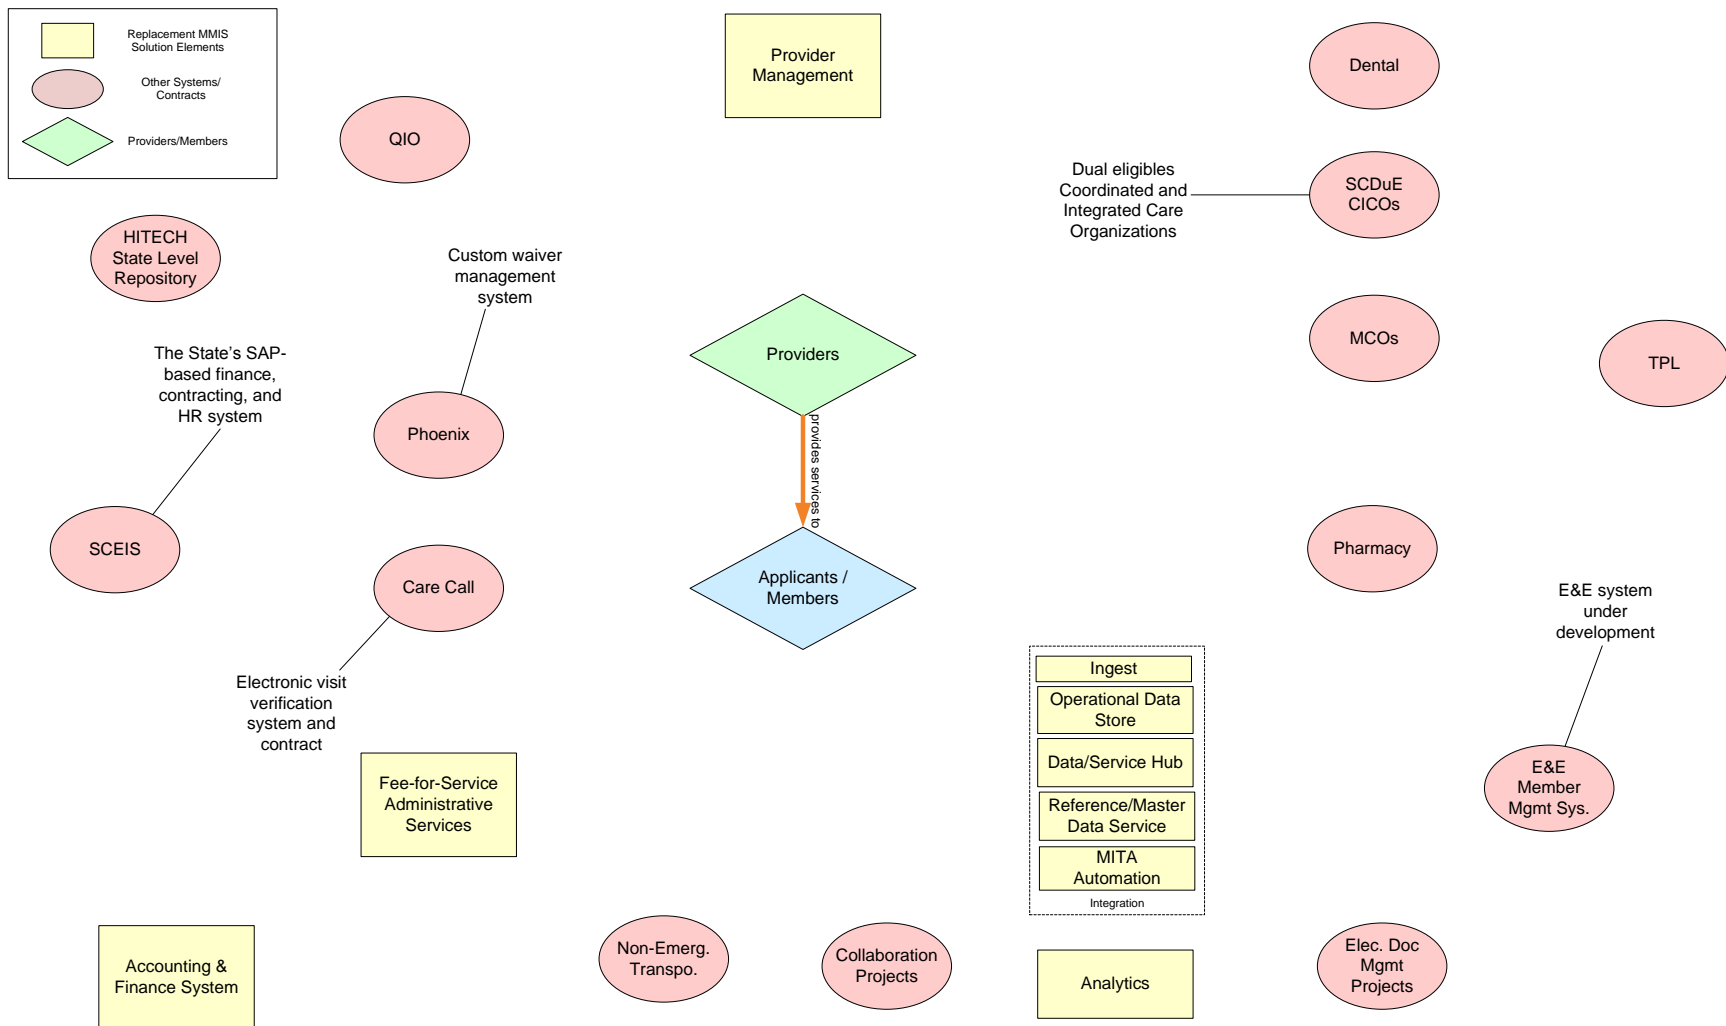 Replacement MMIS
Solution Elements
Other Systems/
Contracts
Providers/Members
QIO
Provider
Management
Dental
Dual eligibles
Coordinated and
Integrated Care
Organizations
SCDuE
CICOs
HITECH
State Level
Repository
Custom waiver
management
system
The State's SAP-
based finance,
contracting, and
HR system
Providers
MCOs
TPL
Phoenix
provides services to
SCEIS
Care Call
Applicants /
Members
Pharmacy
E&E system
under
development
Electronic visit
verification
system and
contract
Ingest
Operational Data
Store
Data/Service Hub
Reference/Master
Data Service
MITA
Automation
Integration
Fee-for-Service
Administrative
Services
E&E
Member
Mgmt Sys.
Accounting &
Finance System
Non-Emerg.
Transpo.
Collaboration
Projects
Analytics
Elec. Doc
Mgmt
Projects